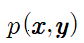 p(x, y)